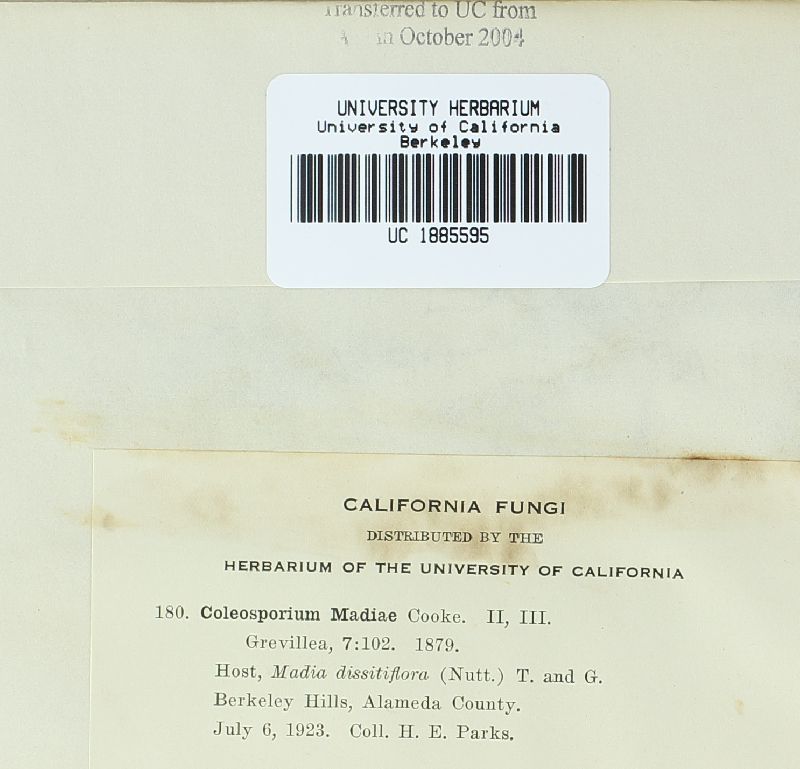 Transferred to UC from
in October 2004
UNIVERSITY HERBARIUM
University of California
Berkeley
UC 1885595
CALIFORNIA FUNGI
DISTRIBUTED BY THE
HERBARIUM OF THE UNIVERSITY OF CALIFORNIA
180. Coleosporium Madiae Cooke. II, III.
Grevillea, 7:102. 1879.
Host, Madia dissitiflora (Nutt.) T. and G.
Berkeley Hills, Alameda County.
July 6, 1923. Coll. H. E. Parks.